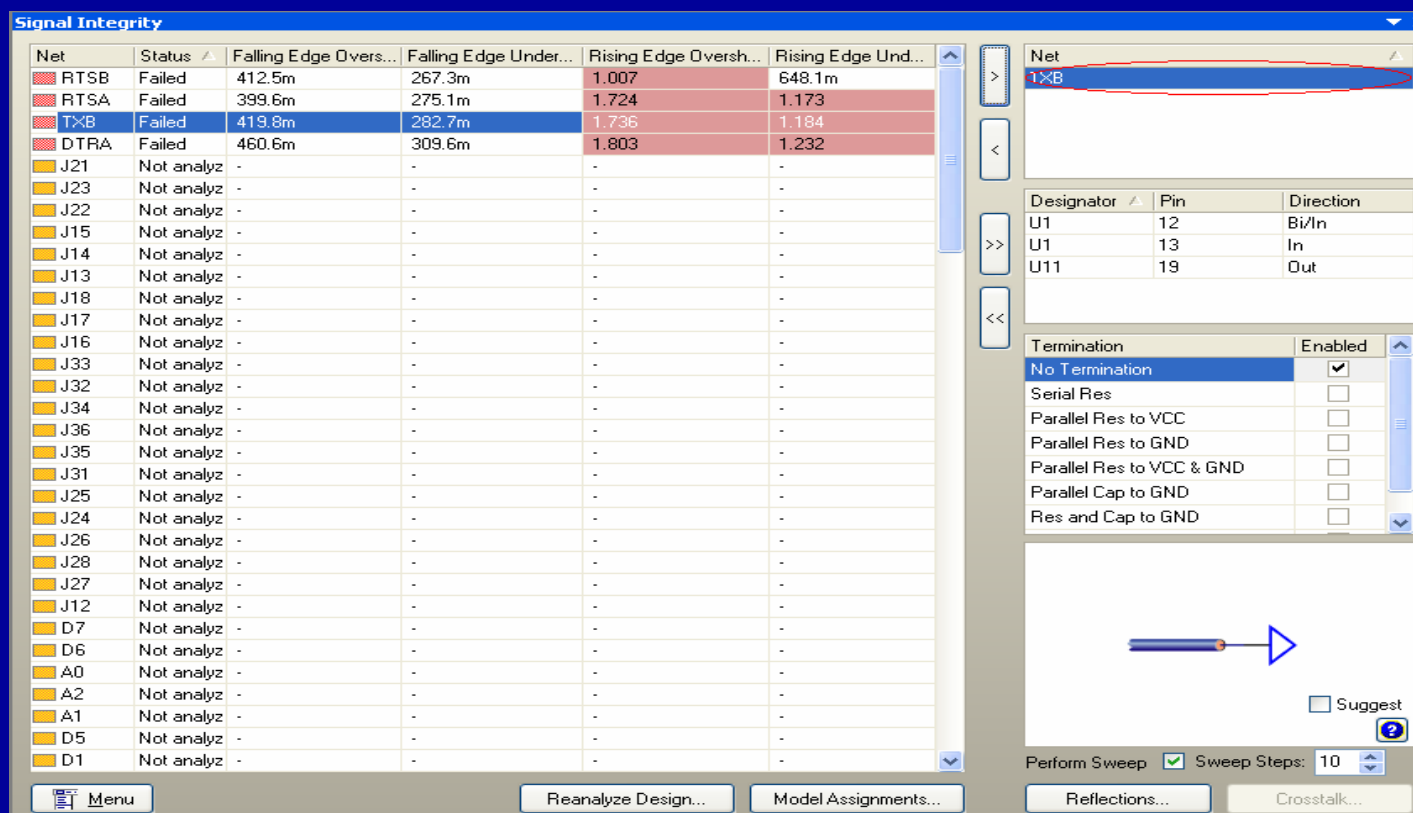 Signal Integrity
Net Status Falling Edge Overs... Falling Edge Under... Rising Edge Oversh... Rising Edge Und...
RTSB Failed 412.5m 267.3m 1.007 648.1m
RTSA Failed 399.6m 275.1m 1.724 1.173
TXB Failed 419.8m 282.7m 1.736 1.184
DTRA Failed 460.6m 309.6m 1.803 1.232
J21 Not analyz - - - -
J23 Not analyz - - - -
J22 Not analyz - - - -
J15 Not analyz - - - -
J14 Not analyz - - - -
J13 Not analyz - - - -
J18 Not analyz - - - -
J17 Not analyz - - - -
J16 Not analyz - - - -
J33 Not analyz - - - -
J32 Not analyz - - - -
J34 Not analyz - - - -
J36 Not analyz - - - -
J35 Not analyz - - - -
J31 Not analyz - - - -
J25 Not analyz - - - -
J24 Not analyz - - - -
J26 Not analyz - - - -
J28 Not analyz - - - -
J27 Not analyz - - - -
J12 Not analyz - - - -
D7 Not analyz - - - -
D6 Not analyz - - - -
A0 Not analyz - - - -
A2 Not analyz - - - -
A1 Not analyz - - - -
D5 Not analyz - - - -
D1 Not analyz - - - -
Menu Reanalyze Design... Model Assignments...
>
<
>>
<<
Net
TXB
Designator Pin Direction
U1 12 Bi/In
U1 13 In
U11 19 Out
Termination Enabled
No Termination
Serial Res
Parallel Res to VCC
Parallel Res to GND
Parallel Res to VCC & GND
Parallel Cap to GND
Res and Cap to GND
Suggest
?
Perform Sweep Sweep Steps: 10
Reflections... Crosstalk...